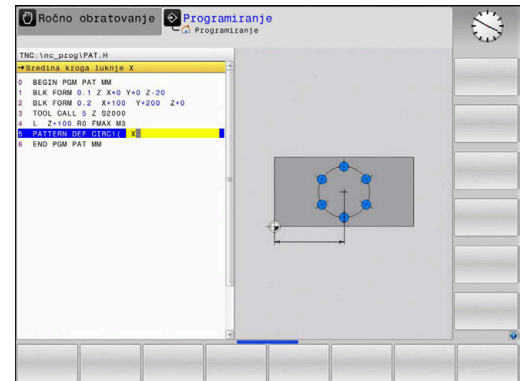 Ročno obratovanje
Programiranje
Programiranje
TNC:\nc_prog\PAT.H
→Sredina kroga luknje X
0 BEGIN PGM PAT MM
1 BLK FORM 0.1 Z X+0 Y+0 Z-20
2 BLK FORM 0.2 X+100 Y+200 Z+0
3 TOOL CALL 5 Z S2000
4 L Z+100 R0 FMAX M3
5 PATTERN DEF CIRC1( X
6 END PGM PAT MM